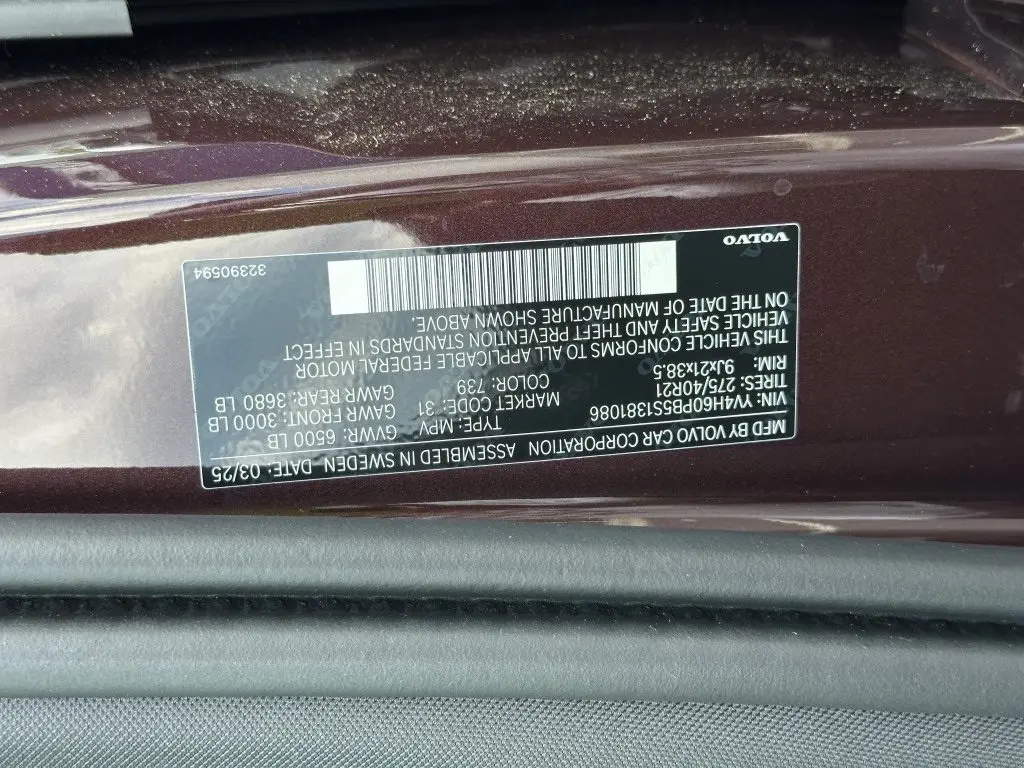 MFD BY VOLVO CAR CORPORATION ASSEMBLED IN SWEDEN DATE: 03/25
VIN: YV4H60PB5S1381086 TYPE: MPV GVWR: 6500 LB
TIRES: 275/40R21 MARKET CODE: 31 GAWR FRONT: 3000 LB
RIM: 9Jx21x38.5 COLOR: 739 GAWR REAR: 3680 LB
THIS VEHICLE CONFORMS TO ALL APPLICABLE FEDERAL MOTOR
VEHICLE SAFETY AND THEFT PREVENTION STANDARDS IN EFFECT
ON THE DATE OF MANUFACTURE SHOWN ABOVE.
VOLVO 32390594